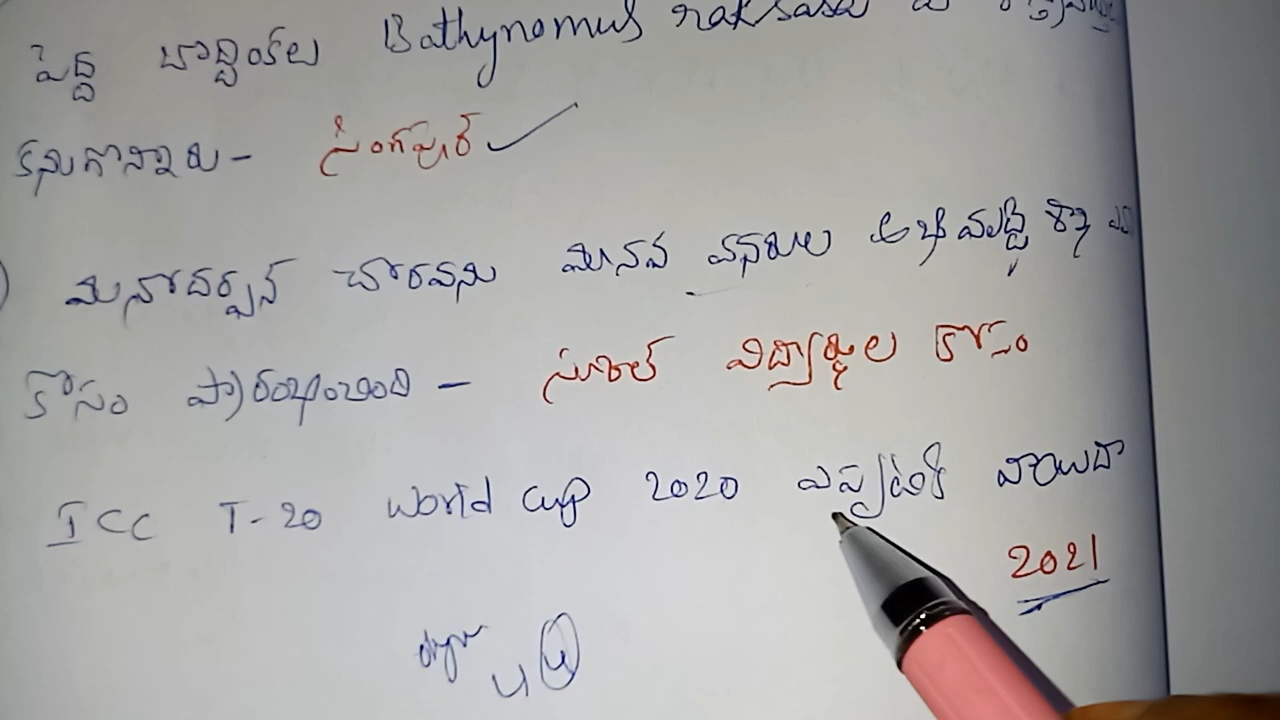 పెద్ద బొద్దింకల Bathynomus raksasa ని
కనుగొన్నారు - సింగపూర్ ✓
మనోదర్పన్ చొరవను మానవ వనరుల అభివృద్ధి శాఖ
కోసం ప్రారంభించింది - స్కూల్ విద్యార్థుల కోసం
ICC T-20 World Cup 2020 ఎప్పటికి వాయిదా
2021